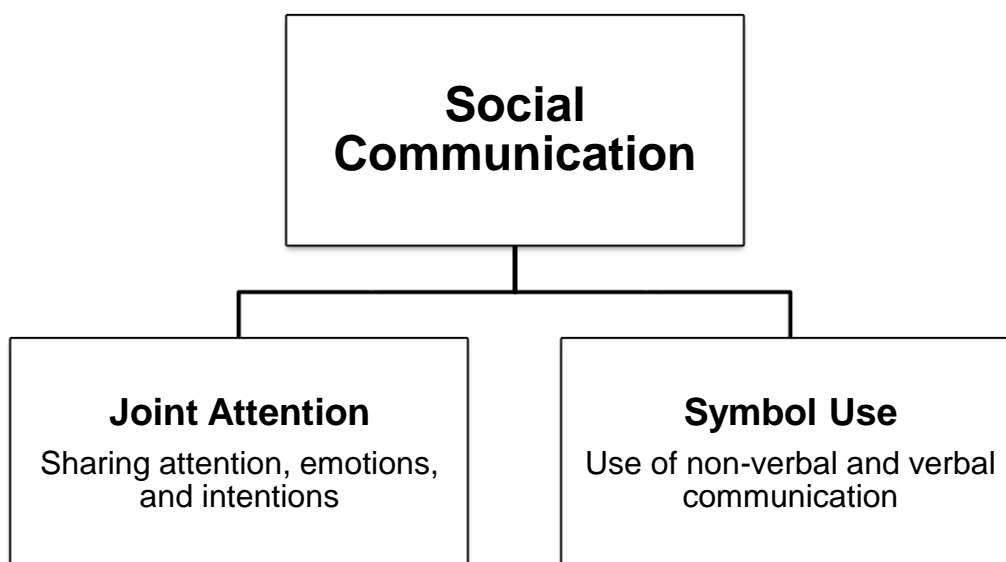 Social
Communication
Joint Attention
Sharing attention, emotions,
and intentions
Symbol Use
Use of non-verbal and verbal
communication